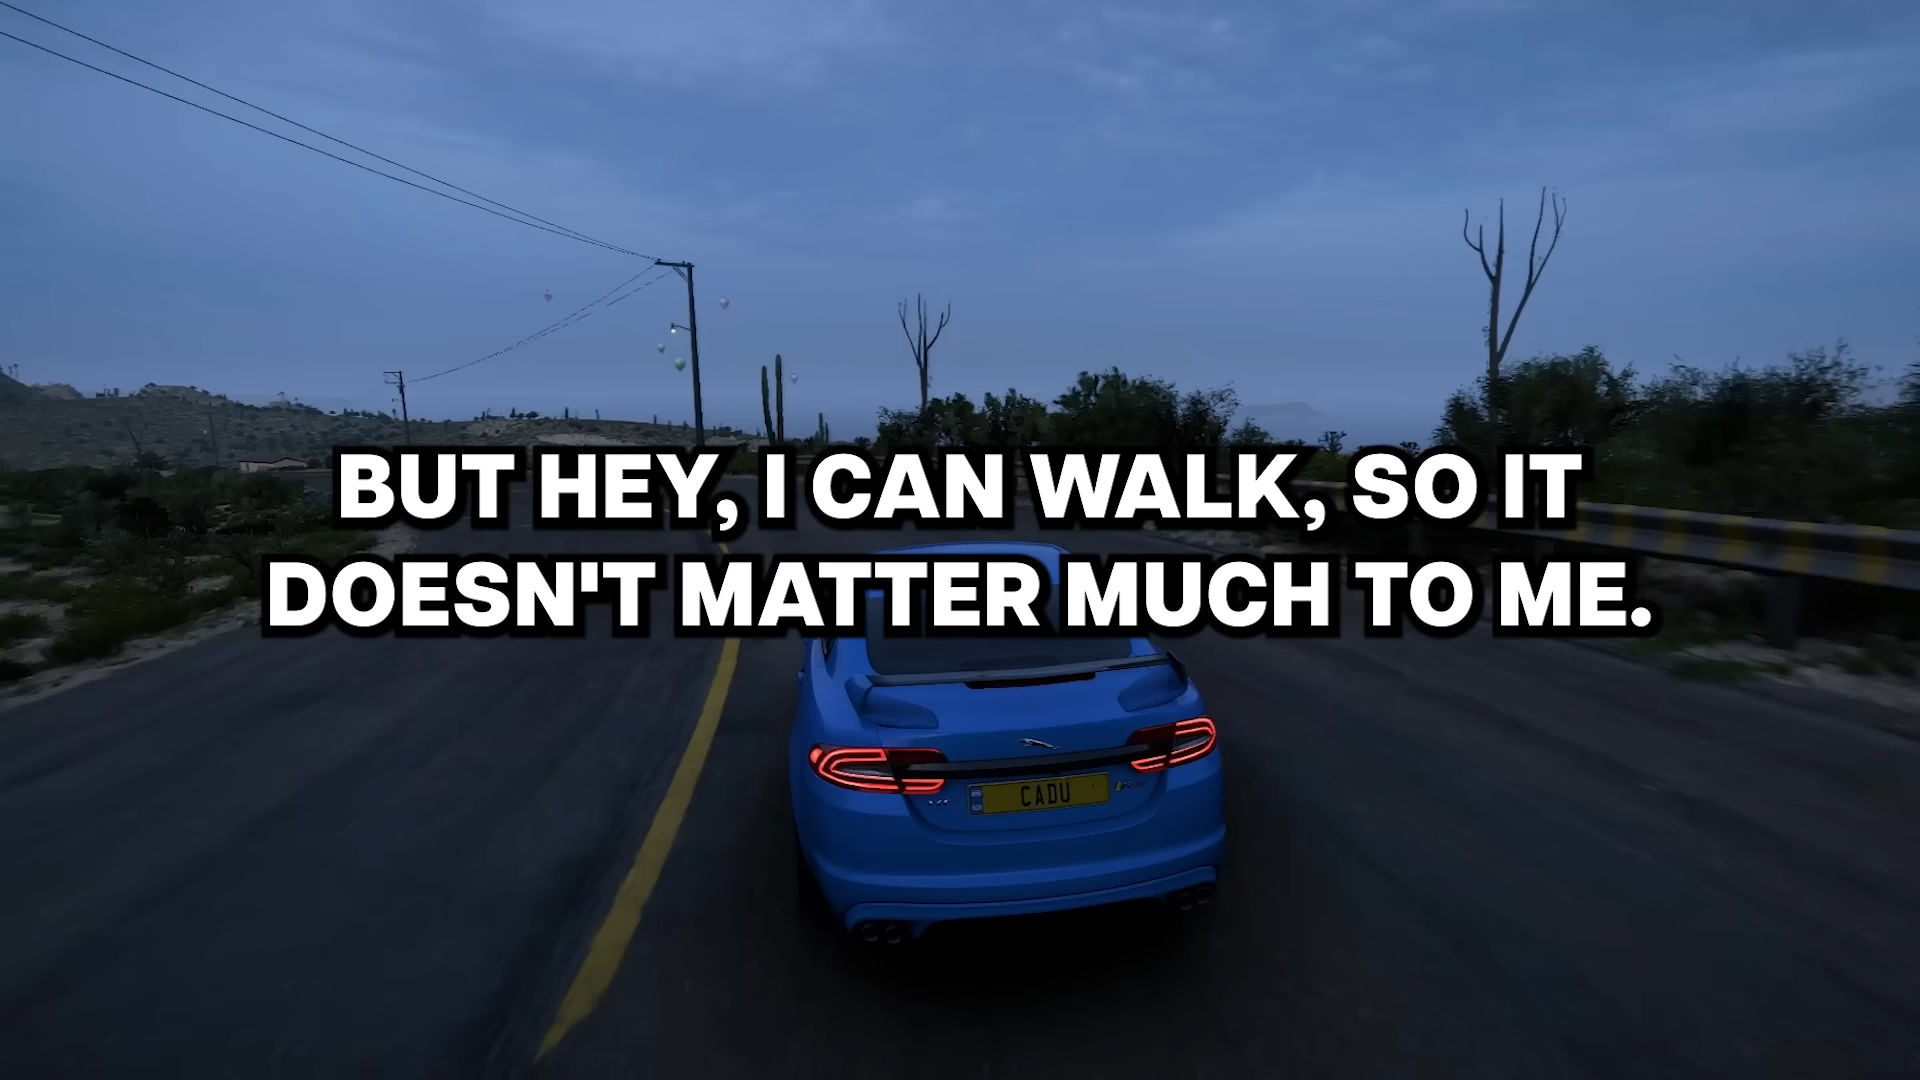 BUT HEY, I CAN WALK, SO IT
DOESN'T MATTER MUCH TO ME.
CADU